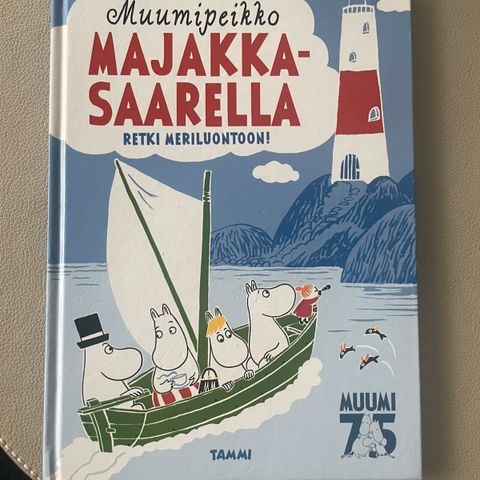 Muumipeikko
MAJAKKA-
SAARELLA
RETKI MERILUONTOON!
MUUMI
75
TAMMI